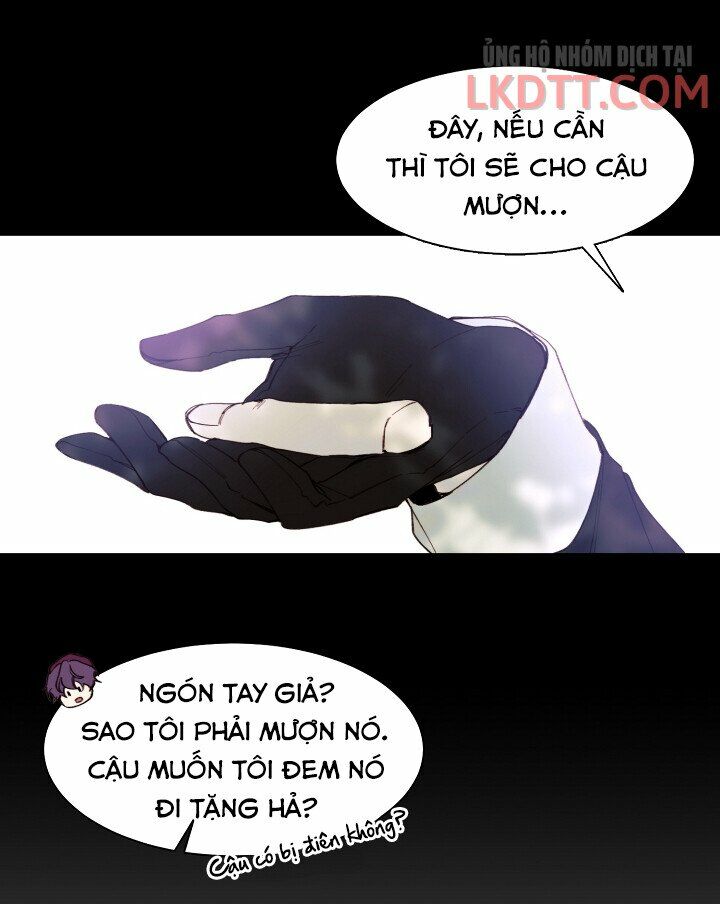 ỦNG HỘ NHÓM DỊCH TẠI
LKDTT.COM
ĐÂY, NẾU CẦN
THÌ TÔI SẼ CHO CẬU
MƯỢN...
NGÓN TAY GIẢ?
SAO TÔI PHẢI MƯỢN NÓ.
CẬU MUỐN TÔI ĐEM NÓ
ĐI TẶNG HẢ?
Cậu có bị điên không?